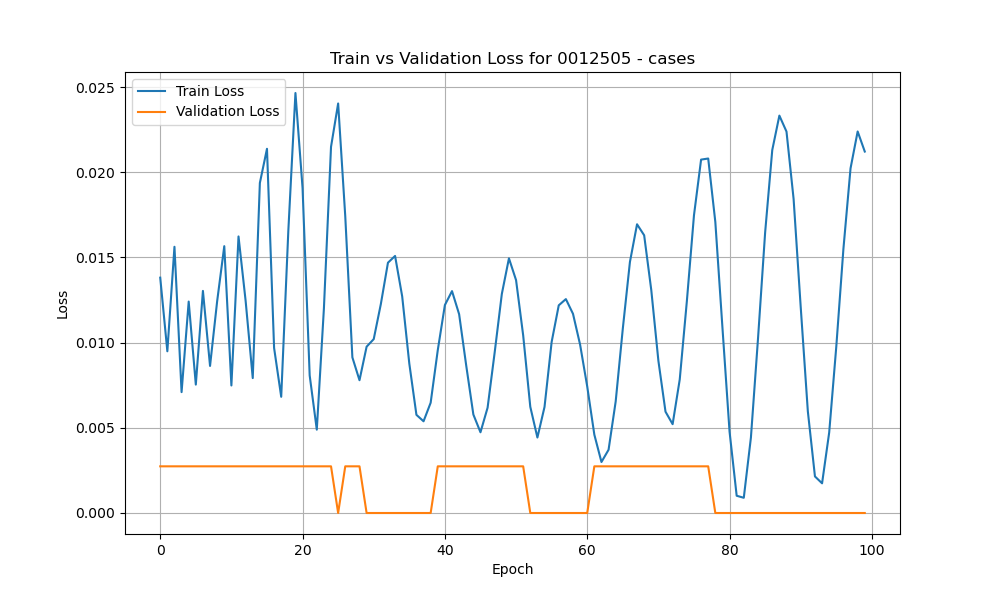 Train vs Validation Loss for 0012505 - cases
Train Loss
Validation Loss
0.025
0.020
0.015
0.010
0.005
0.000
Loss
0 20 40 60 80 100
Epoch